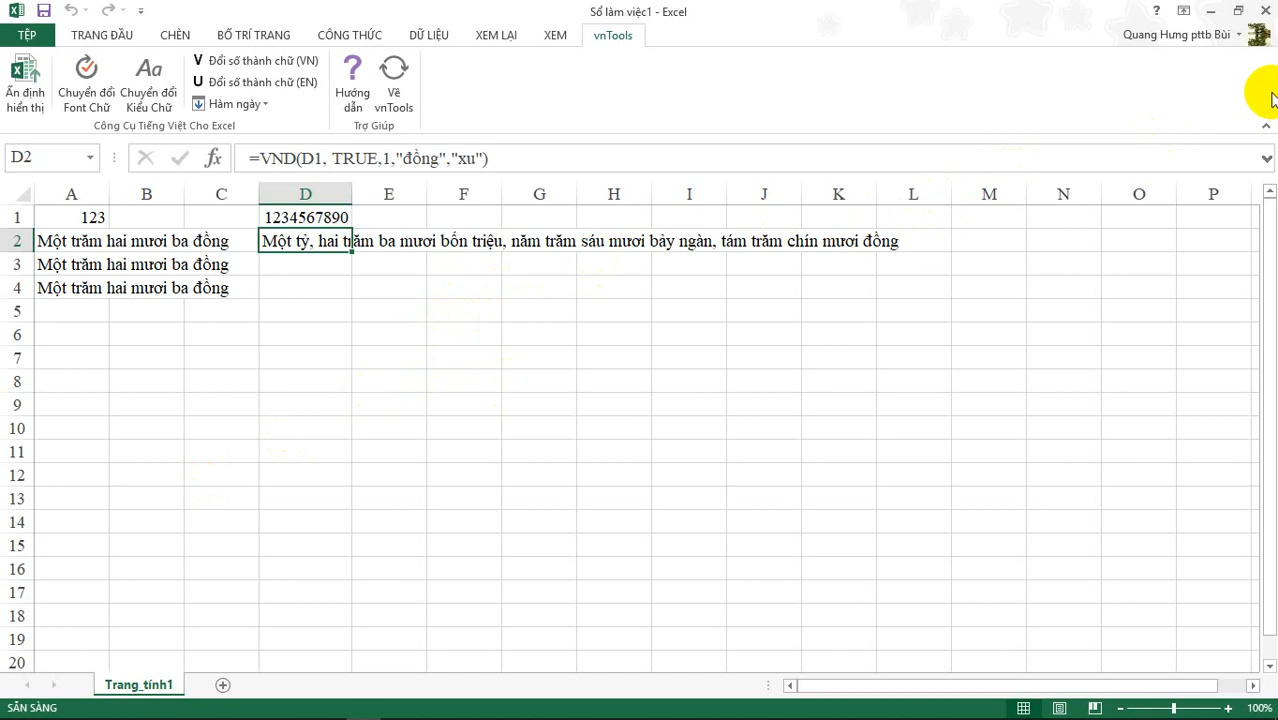 Sổ làm việc1 - Excel
TỆP TRANG ĐẦU CHÈN BỐ TRÍ TRANG CÔNG THỨC DỮ LIỆU XEM LẠI XEM vnTools Quang Hưng pttb Bùi
Ấn định hiển thị
Chuyển đổi Font Chữ
Aa Chuyển đổi Kiểu Chữ
V Đổi số thành chữ (VN)
U Đổi số thành chữ (EN)
Hàm ngày
Hướng dẫn
Về vnTools
Công Cụ Tiếng Việt Cho Excel Trợ Giúp
D2 fx =VND(D1, TRUE,1,"đồng","xu")
A B C D E F G H I J K L M N O P
1 123 1234567890
2 Một trăm hai mươi ba đồng Một tỷ, hai trăm ba mươi bốn triệu, năm trăm sáu mươi bảy ngàn, tám trăm chín mươi đồng
3 Một trăm hai mươi ba đồng
4 Một trăm hai mươi ba đồng
5
6
7
8
9
10
11
12
13
14
15
16
17
18
19
20
Trang_tính1
SẴN SÀNG 100%